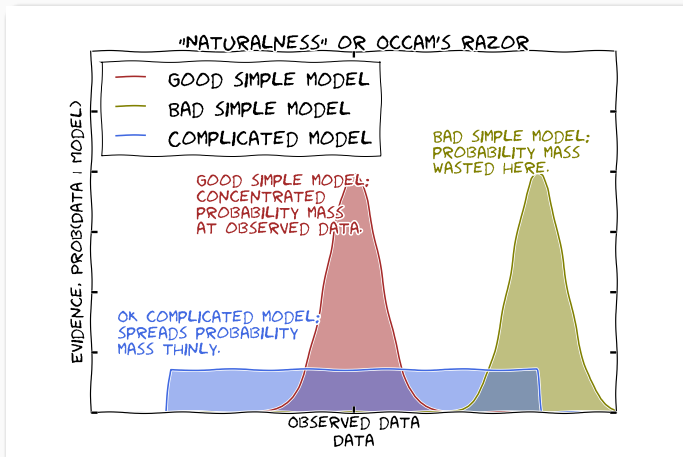 "NATURALNESS" OR OCCAM'S RAZOR
GOOD SIMPLE MODEL
BAD SIMPLE MODEL
COMPLICATED MODEL
BAD SIMPLE MODEL;
PROBABILITY MASS
WASTED HERE.
GOOD SIMPLE MODEL;
CONCENTRATED
PROBABILITY MASS
AT OBSERVED DATA.
OK COMPLICATED MODEL;
SPREADS PROBABILITY
MASS THINLY.
EVIDENCE, PROB(DATA | MODEL)
OBSERVED DATA
DATA